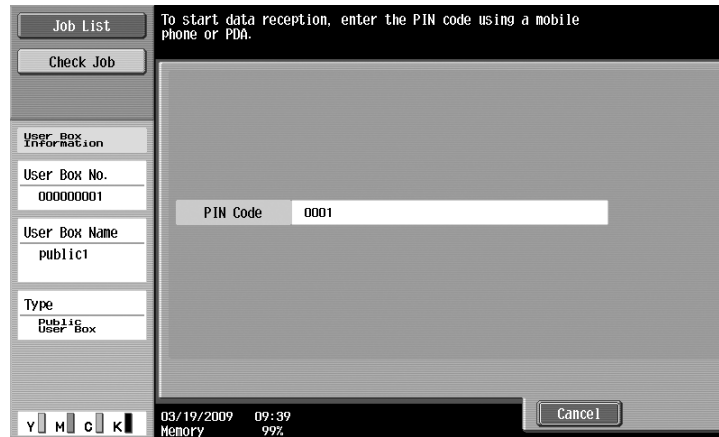 Job List
Check Job
To start data reception, enter the PIN code using a mobile
phone or PDA.
User Box
Information
User Box No.
000000001
User Box Name
public1
Type
Public
User Box
PIN Code 0001
Y M C K
03/19/2009 09:39
Memory 99%
Cancel